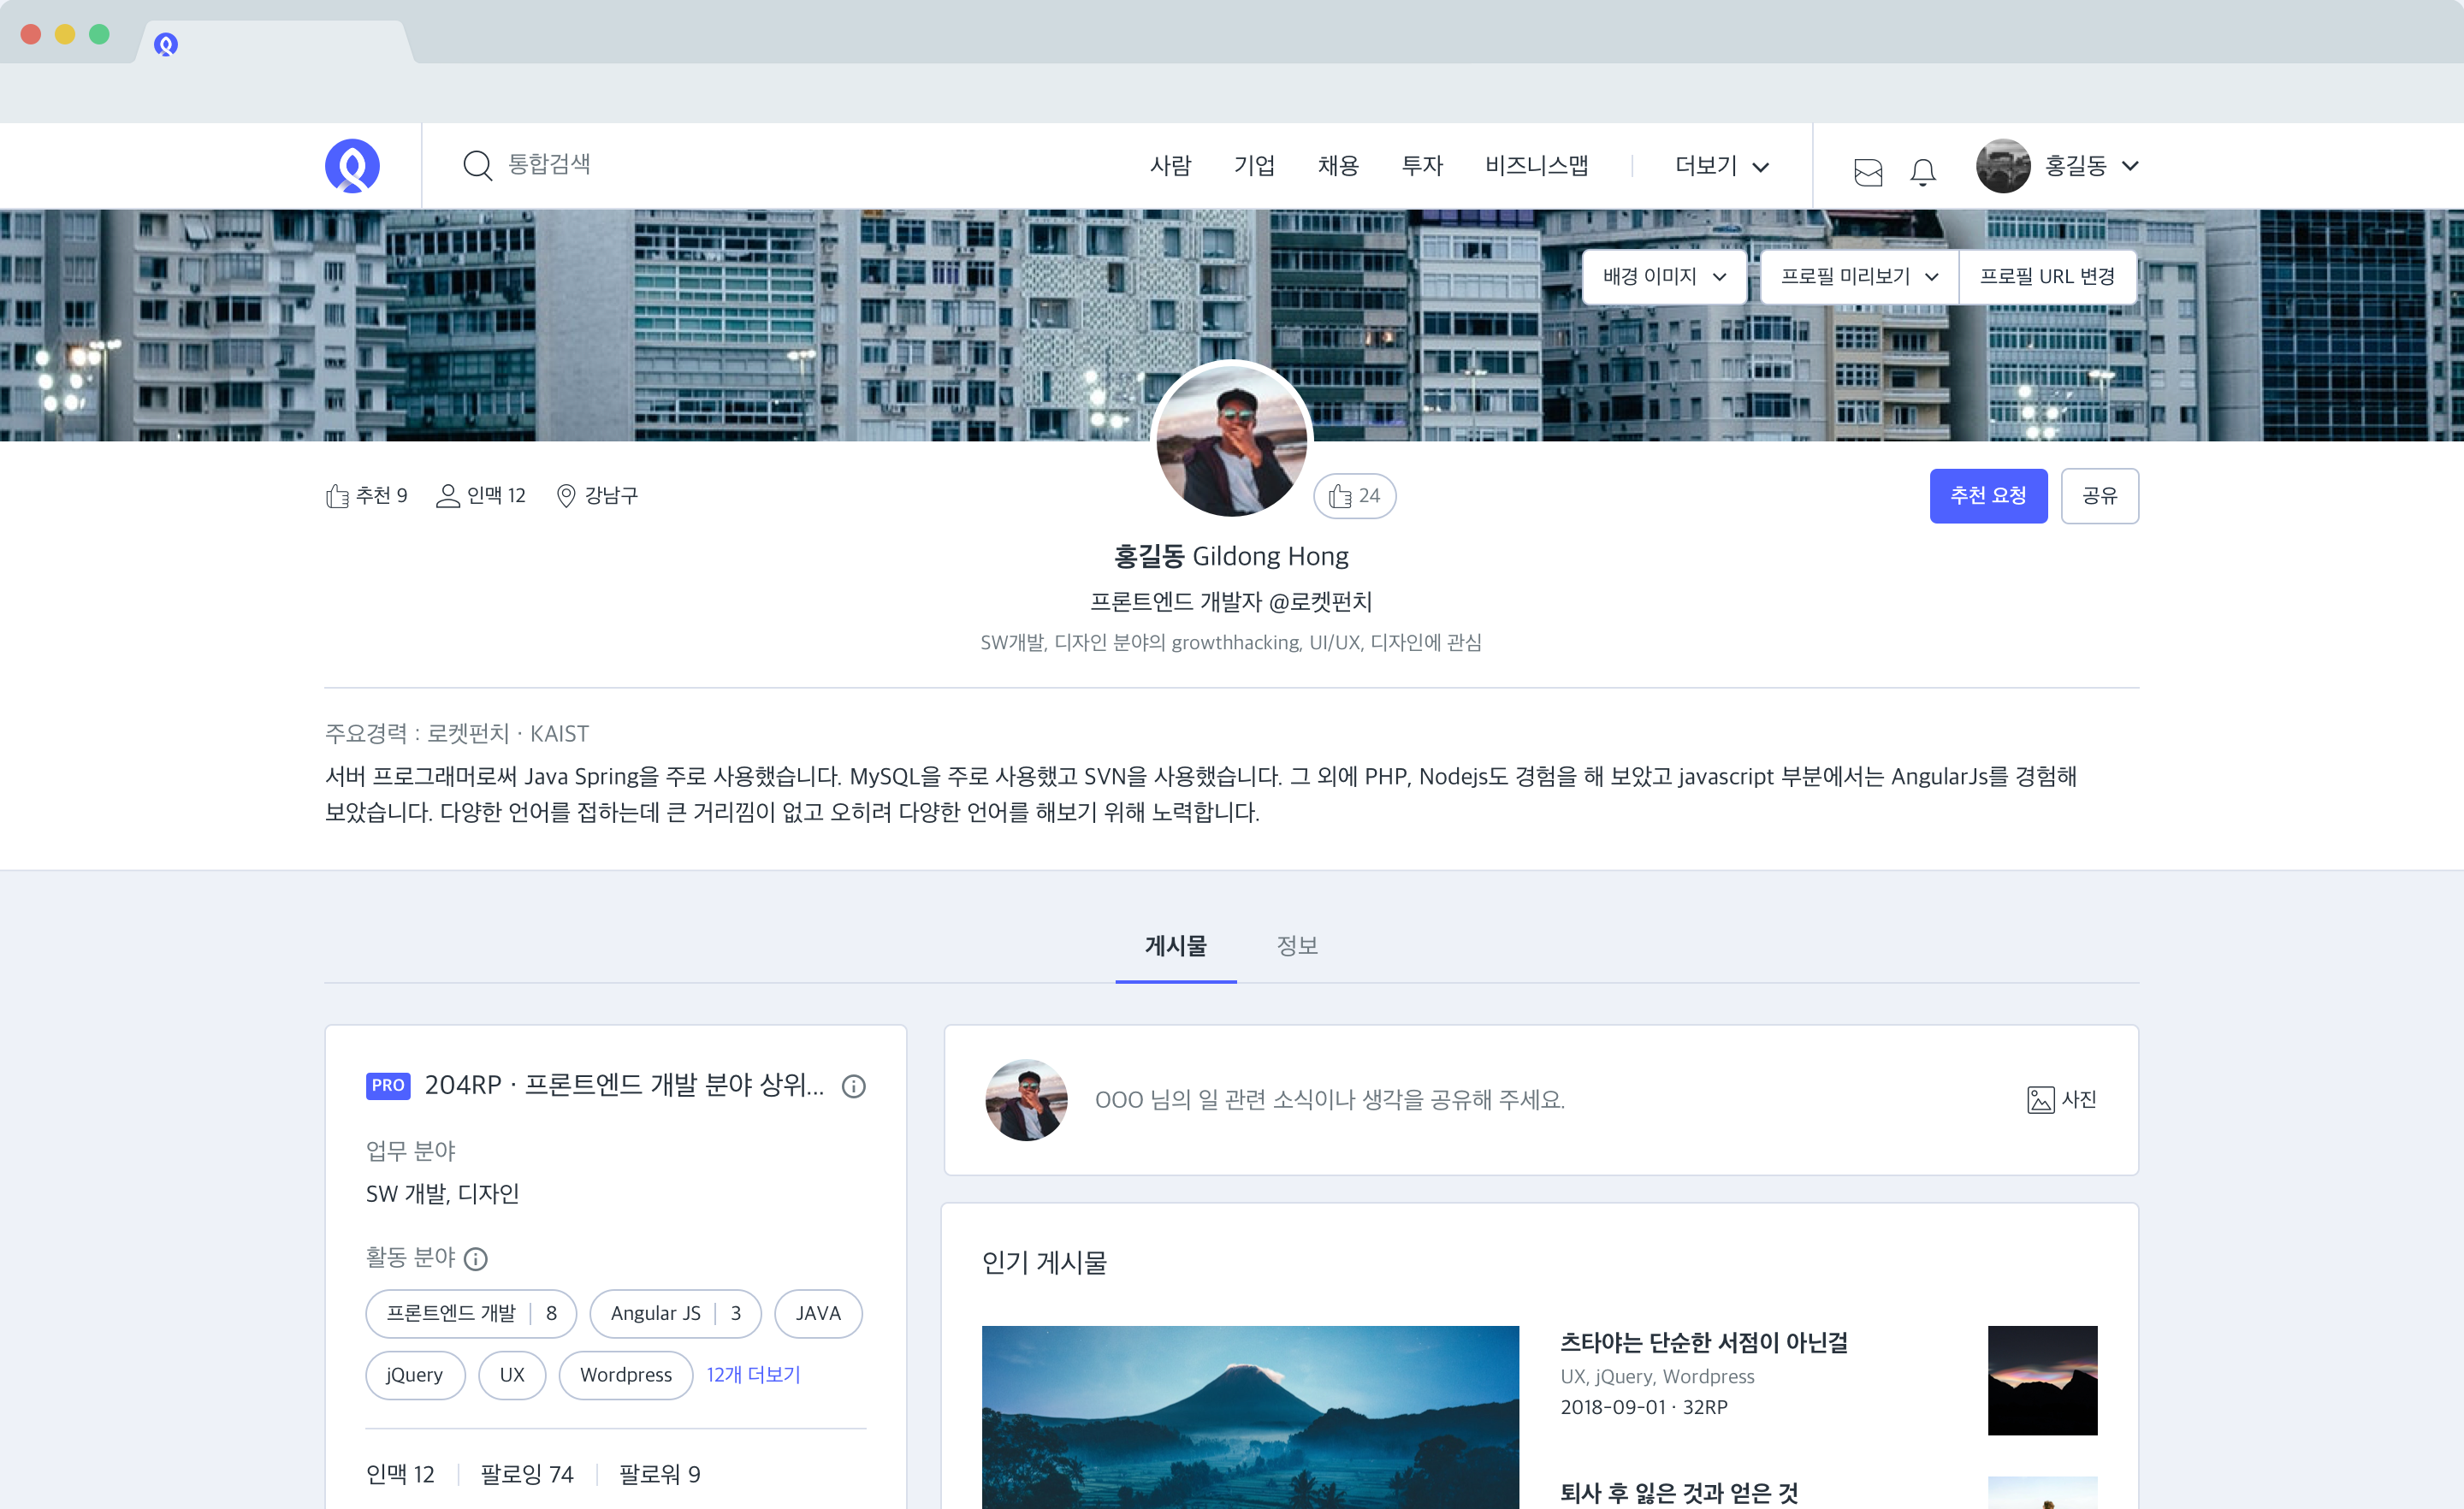 통합검색
사람 기업 채용 투자 비즈니스맵 더보기 홍길동
배경 이미지 프로필 미리보기 프로필 URL 변경
추천 9 인맥 12 강남구
24
추천 요청 공유
홍길동 Gildong Hong
프론트엔드 개발자 @로켓펀치
SW개발, 디자인 분야의 growthhacking, UI/UX, 디자인에 관심
주요경력 : 로켓펀치 · KAIST
서버 프로그래머로써 Java Spring을 주로 사용했습니다. MySQL을 주로 사용했고 SVN을 사용했습니다. 그 외에 PHP, Nodejs도 경험을 해 보았고 javascript 부분에서는 AngularJs를 경험해
보았습니다. 다양한 언어를 접하는데 큰 거리낌이 없고 오히려 다양한 언어를 해보기 위해 노력합니다.
게시물 정보
PRO 204RP · 프론트엔드 개발 분야 상위...
업무 분야
SW 개발, 디자인
활동 분야
프론트엔드 개발 | 8 Angular JS | 3 JAVA
jQuery UX Wordpress 12개 더보기
인맥 12 팔로잉 74 팔로워 9
OOO 님의 일 관련 소식이나 생각을 공유해 주세요.
사진
인기 게시물
츠타야는 단순한 서점이 아닌걸
UX, jQuery, Wordpress
2018-09-01 · 32RP
퇴사 후 잃은 것과 얻은 것